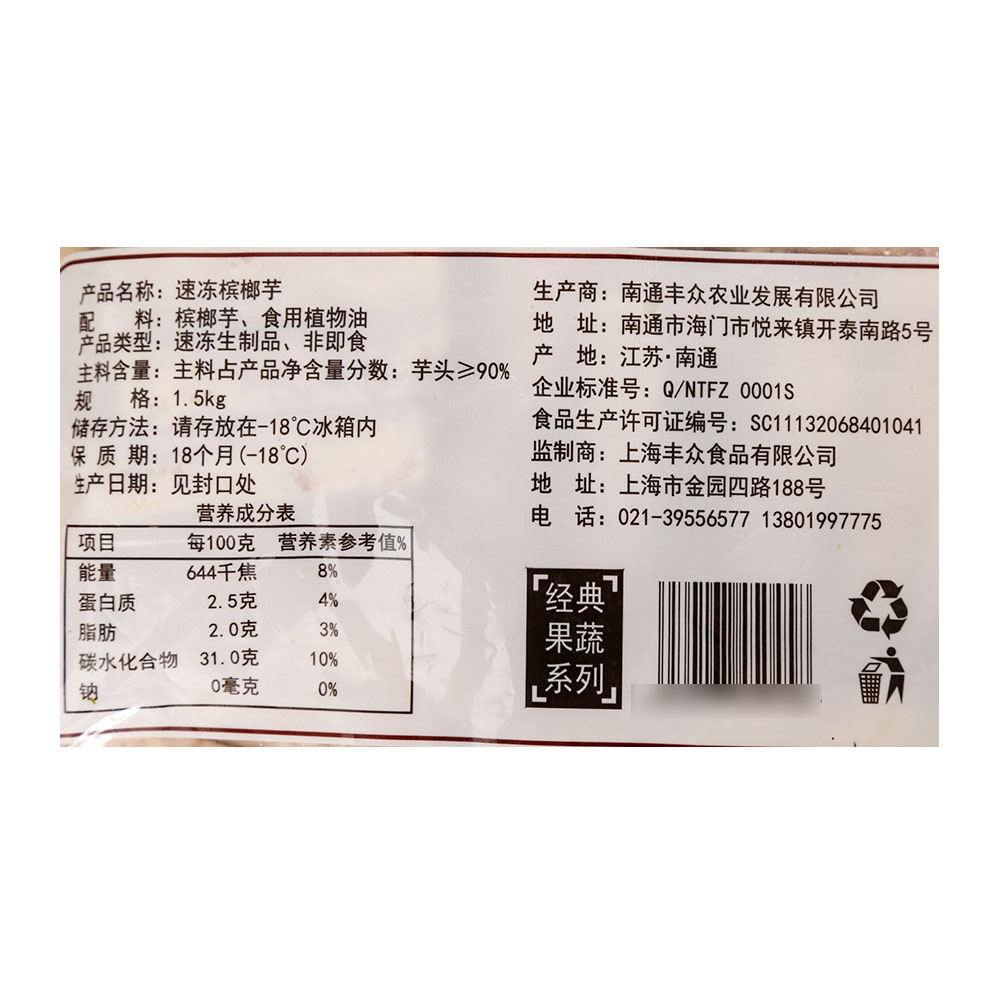 产品名称：速冻槟榔芋
配 料：槟榔芋、食用植物油
产品类型：速冻生制品、非即食
主料含量：主料占产品净含量分数：芋头≥90%
规 格：1.5kg
储存方法：请存放在-18℃冰箱内
保 质 期：18个月(-18℃)
生产日期：见封口处
营养成分表
项目 每100克 营养素参考值%
能量 644千焦 8%
蛋白质 2.5克 4%
脂肪 2.0克 3%
碳水化合物 31.0克 10%
钠 0毫克 0%
生产商：南通丰众农业发展有限公司
地 址：南通市海门市悦来镇开泰南路5号
产 地：江苏·南通
企业标准号：Q/NTFZ 0001S
食品生产许可证编号：SC11132068401041
监制商：上海丰众食品有限公司
地 址：上海市金园四路188号
电 话：021-39556577 13801997775
经典
果蔬
系列